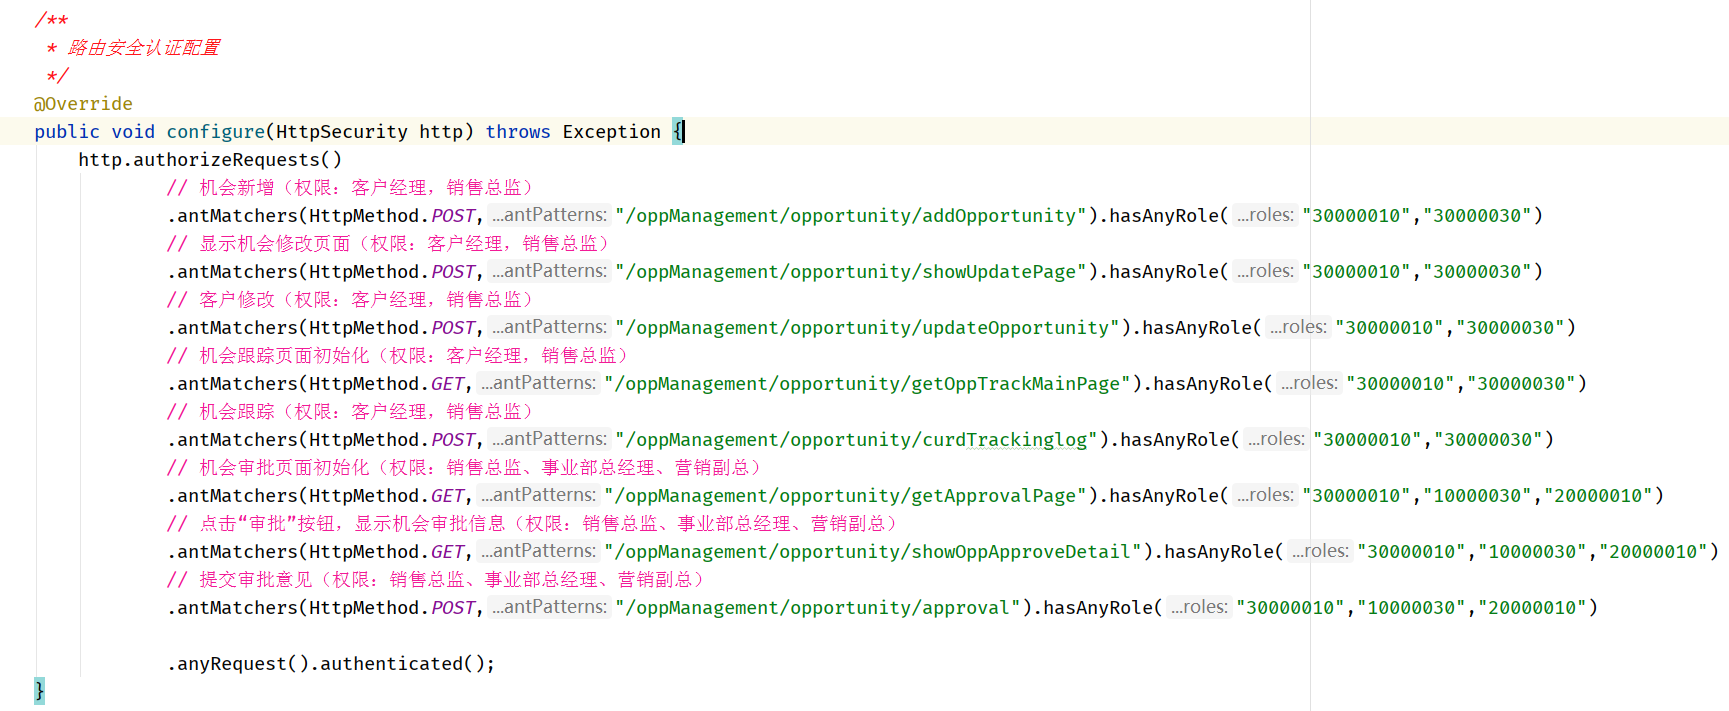 /**
* 路由安全认证配置
*/
@Override
public void configure(HttpSecurity http) throws Exception {
http.authorizeRequests()
// 机会新增（权限：客户经理，销售总监）
.antMatchers(HttpMethod.POST, ...antPatterns: "/oppManagement/opportunity/addOpportunity").hasAnyRole( ...roles: "30000010","30000030")
// 显示机会修改页面（权限：客户经理，销售总监）
.antMatchers(HttpMethod.POST, ...antPatterns: "/oppManagement/opportunity/showUpdatePage").hasAnyRole( ...roles: "30000010","30000030")
// 客户修改（权限：客户经理，销售总监）
.antMatchers(HttpMethod.POST, ...antPatterns: "/oppManagement/opportunity/updateOpportunity").hasAnyRole( ...roles: "30000010","30000030")
// 机会跟踪页面初始化（权限：客户经理，销售总监）
.antMatchers(HttpMethod.GET, ...antPatterns: "/oppManagement/opportunity/getOppTrackMainPage").hasAnyRole( ...roles: "30000010","30000030")
// 机会跟踪（权限：客户经理，销售总监）
.antMatchers(HttpMethod.POST, ...antPatterns: "/oppManagement/opportunity/curdTrackinglog").hasAnyRole( ...roles: "30000010","30000030")
// 机会审批页面初始化（权限：销售总监、事业部总经理、营销副总）
.antMatchers(HttpMethod.GET, ...antPatterns: "/oppManagement/opportunity/getApprovalPage").hasAnyRole( ...roles: "30000010","10000030","20000010")
// 点击“审批”按钮，显示机会审批信息（权限：销售总监、事业部总经理、营销副总）
.antMatchers(HttpMethod.GET, ...antPatterns: "/oppManagement/opportunity/showOppApproveDetail").hasAnyRole( ...roles: "30000010","10000030","20000010")
// 提交审批意见（权限：销售总监、事业部总经理、营销副总）
.antMatchers(HttpMethod.POST, ...antPatterns: "/oppManagement/opportunity/approval").hasAnyRole( ...roles: "30000010","10000030","20000010")
.anyRequest().authenticated();
}